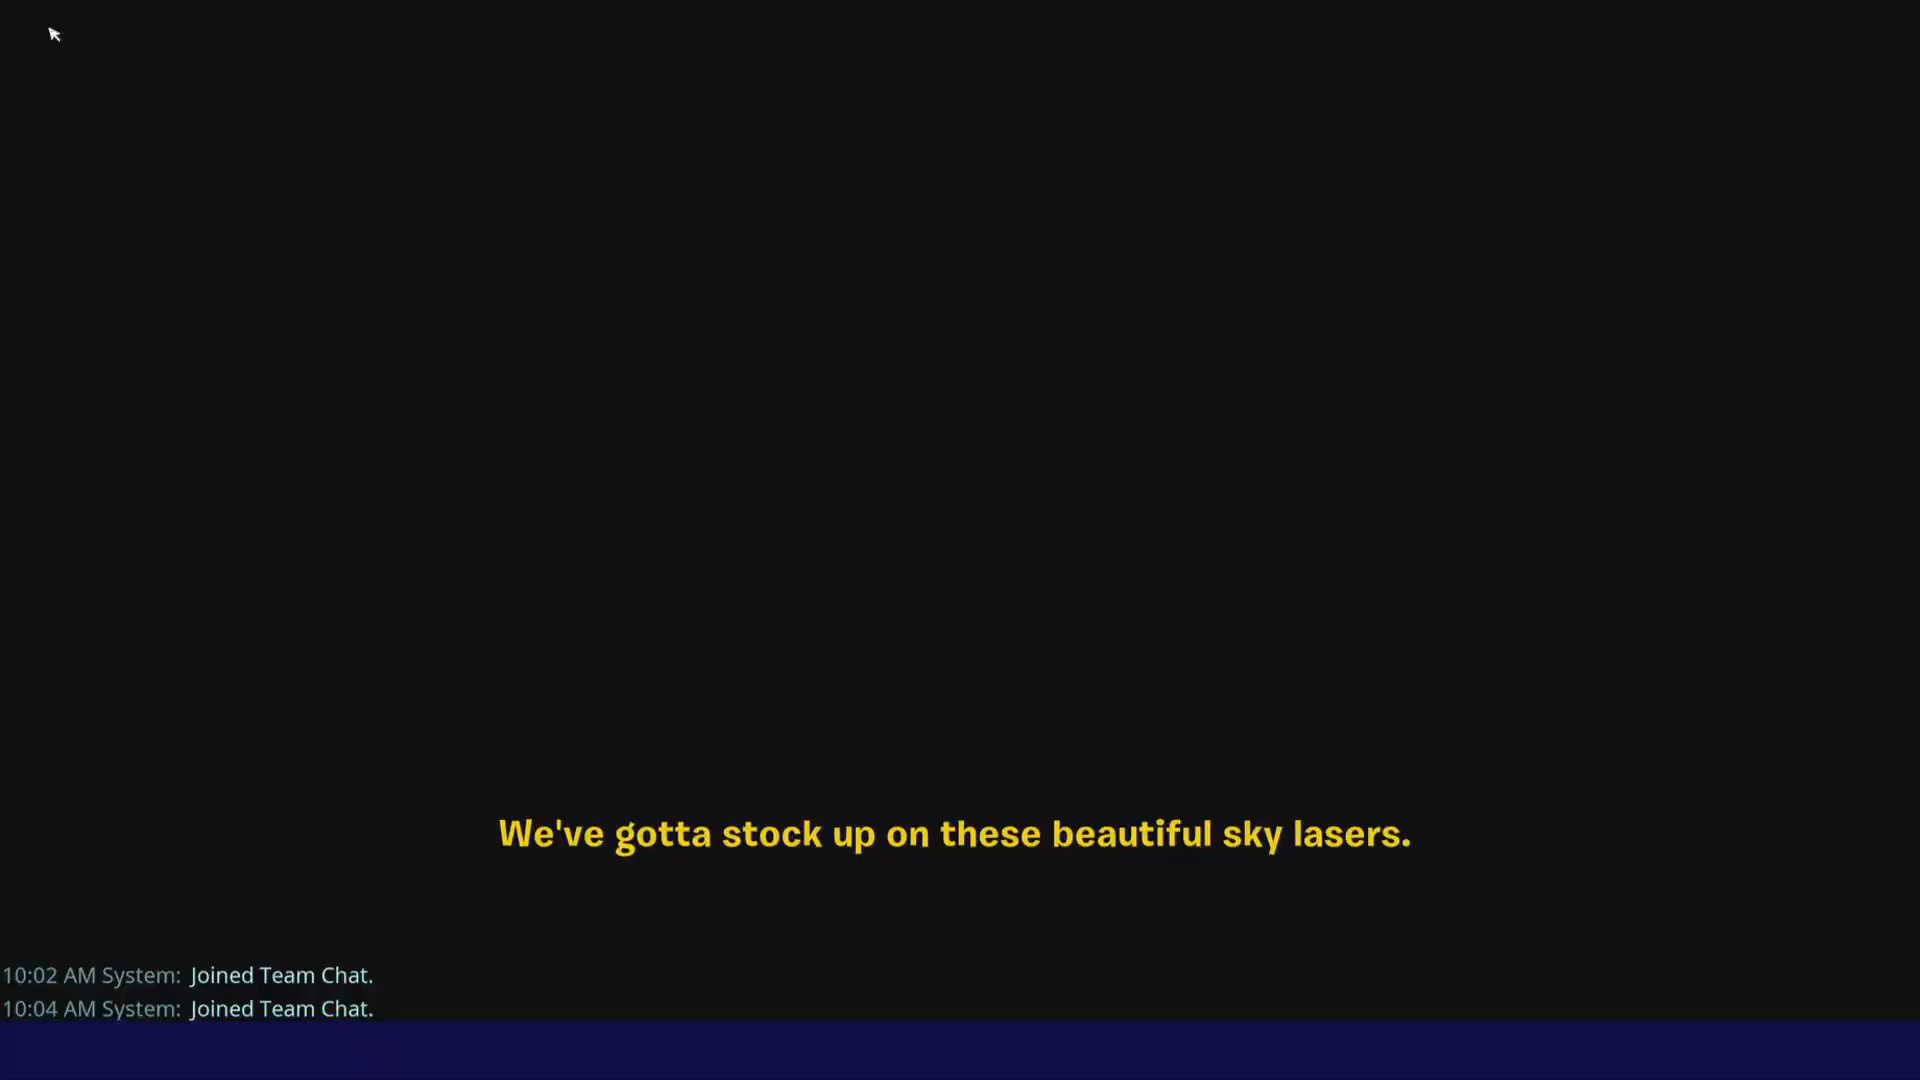 We've gotta stock up on these beautiful sky lasers.
10:02 AM System: Joined Team Chat.
10:04 AM System: Joined Team Chat.